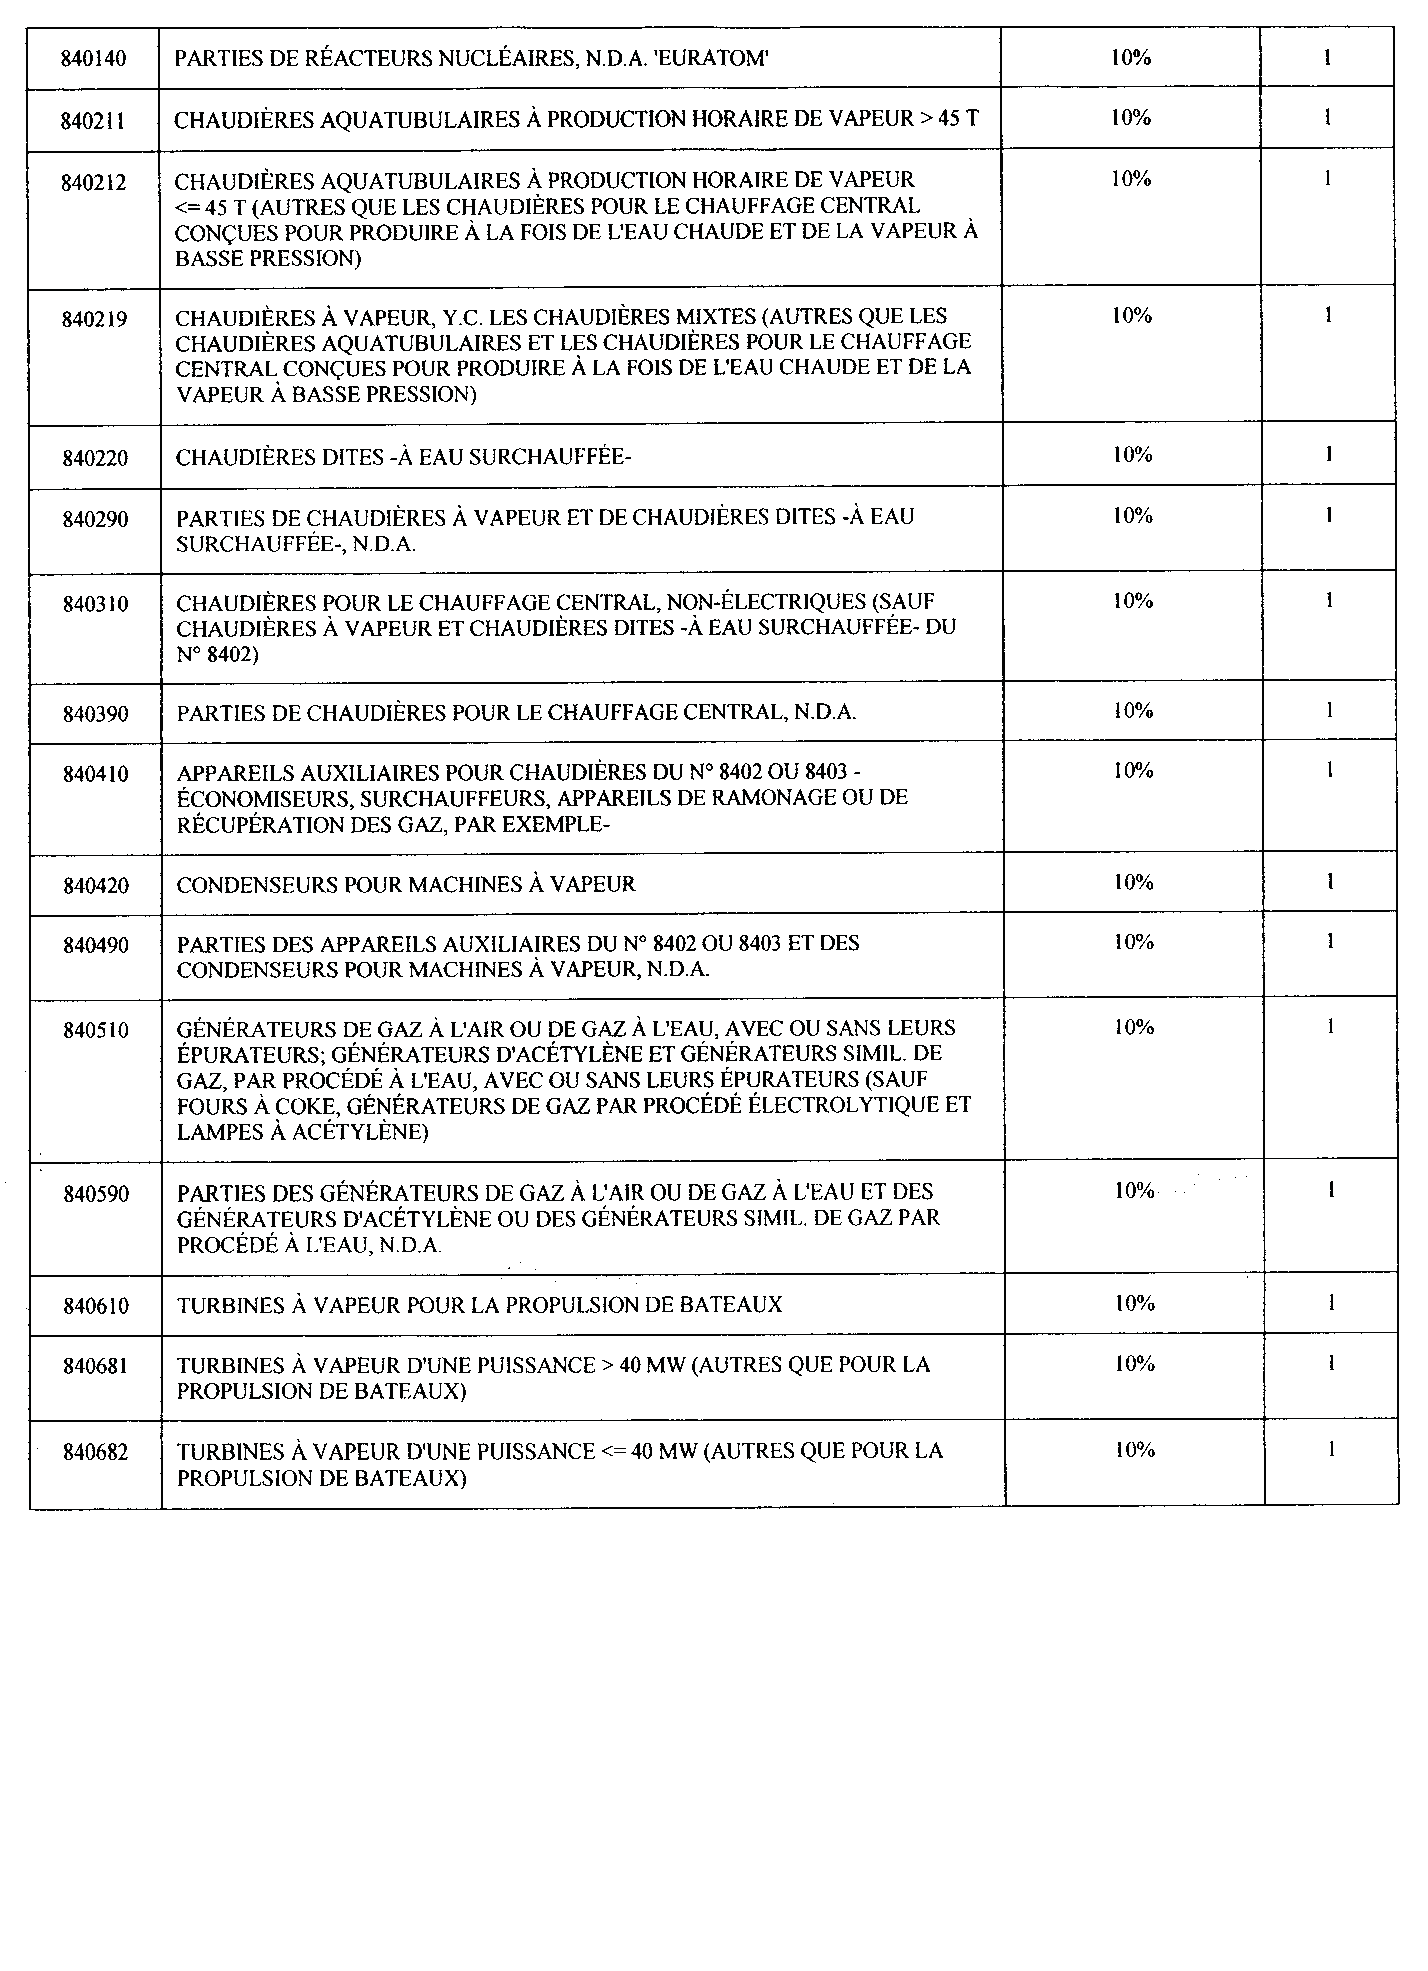 840140 PARTIES DE RÉACTEURS NUCLÉAIRES, N.D.A. 'EURATOM' 10% 1
840211 CHAUDIÈRES AQUATUBULAIRES À PRODUCTION HORAIRE DE VAPEUR > 45 T 10% 1
840212 CHAUDIÈRES AQUATUBULAIRES À PRODUCTION HORAIRE DE VAPEUR 10% 1
<= 45 T (AUTRES QUE LES CHAUDIÈRES POUR LE CHAUFFAGE CENTRAL
CONÇUES POUR PRODUIRE À LA FOIS DE L'EAU CHAUDE ET DE LA VAPEUR À
BASSE PRESSION)
840219 CHAUDIÈRES À VAPEUR, Y.C. LES CHAUDIÈRES MIXTES (AUTRES QUE LES 10% 1
CHAUDIÈRES AQUATUBULAIRES ET LES CHAUDIÈRES POUR LE CHAUFFAGE
CENTRAL CONÇUES POUR PRODUIRE À LA FOIS DE L'EAU CHAUDE ET DE LA
VAPEUR À BASSE PRESSION)
840220 CHAUDIÈRES DITES -À EAU SURCHAUFFÉE- 10% 1
840290 PARTIES DE CHAUDIÈRES À VAPEUR ET DE CHAUDIÈRES DITES -À EAU 10% 1
SURCHAUFFÉE-, N.D.A.
840310 CHAUDIÈRES POUR LE CHAUFFAGE CENTRAL, NON-ÉLECTRIQUES (SAUF 10% 1
CHAUDIÈRES À VAPEUR ET CHAUDIÈRES DITES -À EAU SURCHAUFFÉE- DU
N° 8402)
840390 PARTIES DE CHAUDIÈRES POUR LE CHAUFFAGE CENTRAL, N.D.A. 10% 1
840410 APPAREILS AUXILIAIRES POUR CHAUDIÈRES DU N° 8402 OU 8403 - 10% 1
ÉCONOMISEURS, SURCHAUFFEURS, APPAREILS DE RAMONAGE OU DE
RÉCUPÉRATION DES GAZ, PAR EXEMPLE-
840420 CONDENSEURS POUR MACHINES À VAPEUR 10% 1
840490 PARTIES DES APPAREILS AUXILIAIRES DU N° 8402 OU 8403 ET DES 10% 1
CONDENSEURS POUR MACHINES À VAPEUR, N.D.A.
840510 GÉNÉRATEURS DE GAZ À L'AIR OU DE GAZ À L'EAU, AVEC OU SANS LEURS 10% 1
ÉPURATEURS; GÉNÉRATEURS D'ACÉTYLÈNE ET GÉNÉRATEURS SIMIL. DE
GAZ, PAR PROCÉDÉ À L'EAU, AVEC OU SANS LEURS ÉPURATEURS (SAUF
FOURS À COKE, GÉNÉRATEURS DE GAZ PAR PROCÉDÉ ÉLECTROLYTIQUE ET
LAMPES À ACÉTYLÈNE)
840590 PARTIES DES GÉNÉRATEURS DE GAZ À L'AIR OU DE GAZ À L'EAU ET DES 10% 1
GÉNÉRATEURS D'ACÉTYLÈNE OU DES GÉNÉRATEURS SIMIL. DE GAZ PAR
PROCÉDÉ À L'EAU, N.D.A.
840610 TURBINES À VAPEUR POUR LA PROPULSION DE BATEAUX 10% 1
840681 TURBINES À VAPEUR D'UNE PUISSANCE > 40 MW (AUTRES QUE POUR LA 10% 1
PROPULSION DE BATEAUX)
840682 TURBINES À VAPEUR D'UNE PUISSANCE <= 40 MW (AUTRES QUE POUR LA 10% 1
PROPULSION DE BATEAUX)